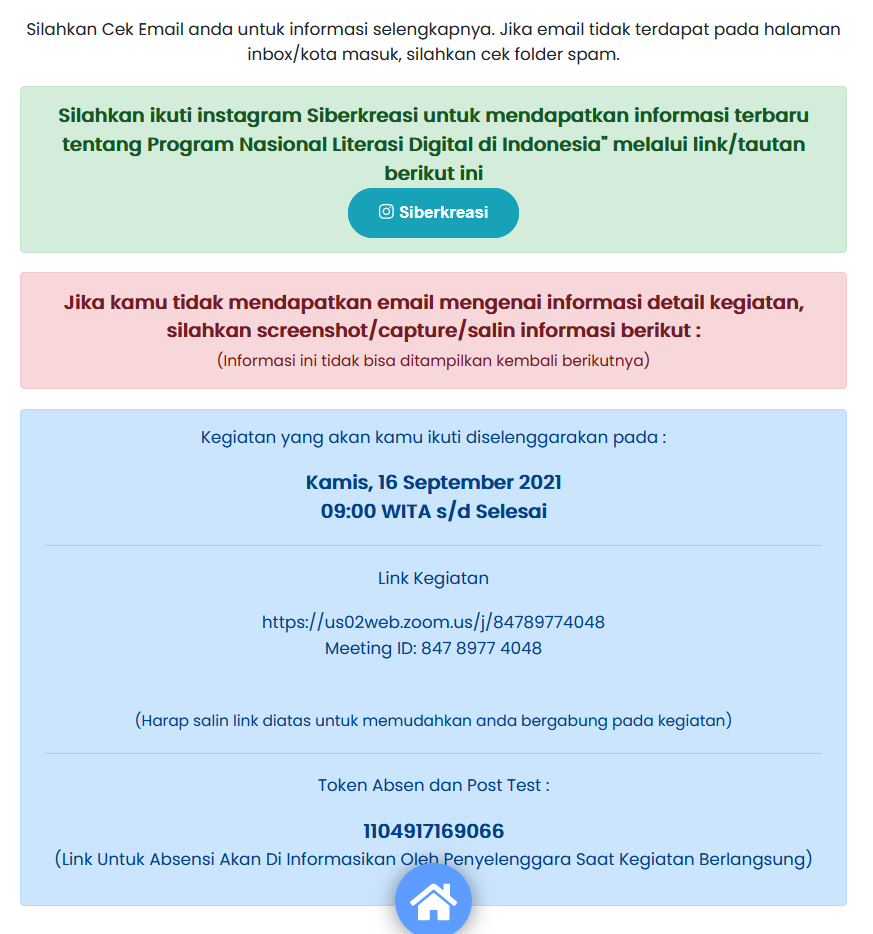 Silahkan Cek Email anda untuk informasi selengkapnya. Jika email tidak terdapat pada halaman
inbox/kota masuk, silahkan cek folder spam.
Silahkan ikuti instagram Siberkreasi untuk mendapatkan informasi terbaru
tentang Program Nasional Literasi Digital di Indonesia" melalui link/tautan
berikut ini
Siberkreasi
Jika kamu tidak mendapatkan email mengenai informasi detail kegiatan,
silahkan screenshot/capture/salin informasi berikut :
(Informasi ini tidak bisa ditampilkan kembali berikutnya)
Kegiatan yang akan kamu ikuti diselenggarakan pada :
Kamis, 16 September 2021
09:00 WITA s/d Selesai
Link Kegiatan
https://us02web.zoom.us/j/84789774048
Meeting ID: 847 8977 4048
(Harap salin link diatas untuk memudahkan anda bergabung pada kegiatan)
Token Absen dan Post Test :
1104917169066
(Link Untuk Absensi Akan Di Informasikan Oleh Penyelenggara Saat Kegiatan Berlangsung)